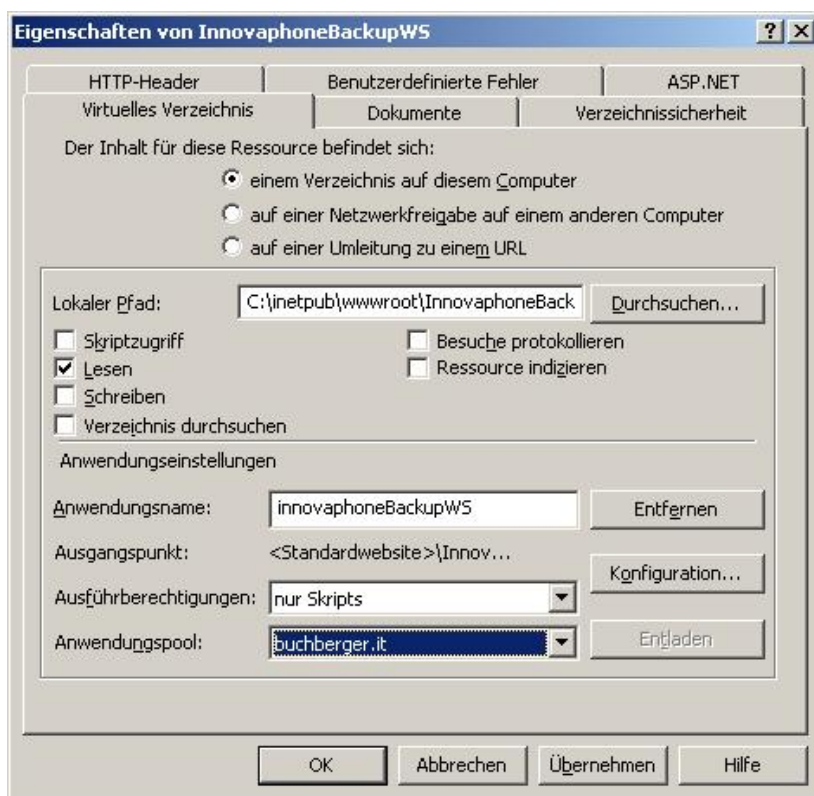 Eigenschaften von InnovaphoneBackupWS
HTTP-Header Benutzerdefinierte Fehler ASP.NET
Virtuelles Verzeichnis Dokumente Verzeichnissicherheit
Der Inhalt für diese Ressource befindet sich:
einem Verzeichnis auf diesem Computer
auf einer Netzwerkfreigabe auf einem anderen Computer
auf einer Umleitung zu einem URL
Lokaler Pfad: C:\inetpub\wwwroot\InnovaphoneBack Durchsuchen...
Skriptzugriff Besuche protokollieren
Lesen Ressource indizieren
Schreiben
Verzeichnis durchsuchen
Anwendungseinstellungen
Anwendungsname: innovaphoneBackupWS Entfernen
Ausgangspunkt: <Standardwebsite>\Innov...
Konfiguration...
Ausführberechtigungen: nur Skripts
Anwendungspool: buchberger.it Entladen
OK Abbrechen Übernehmen Hilfe